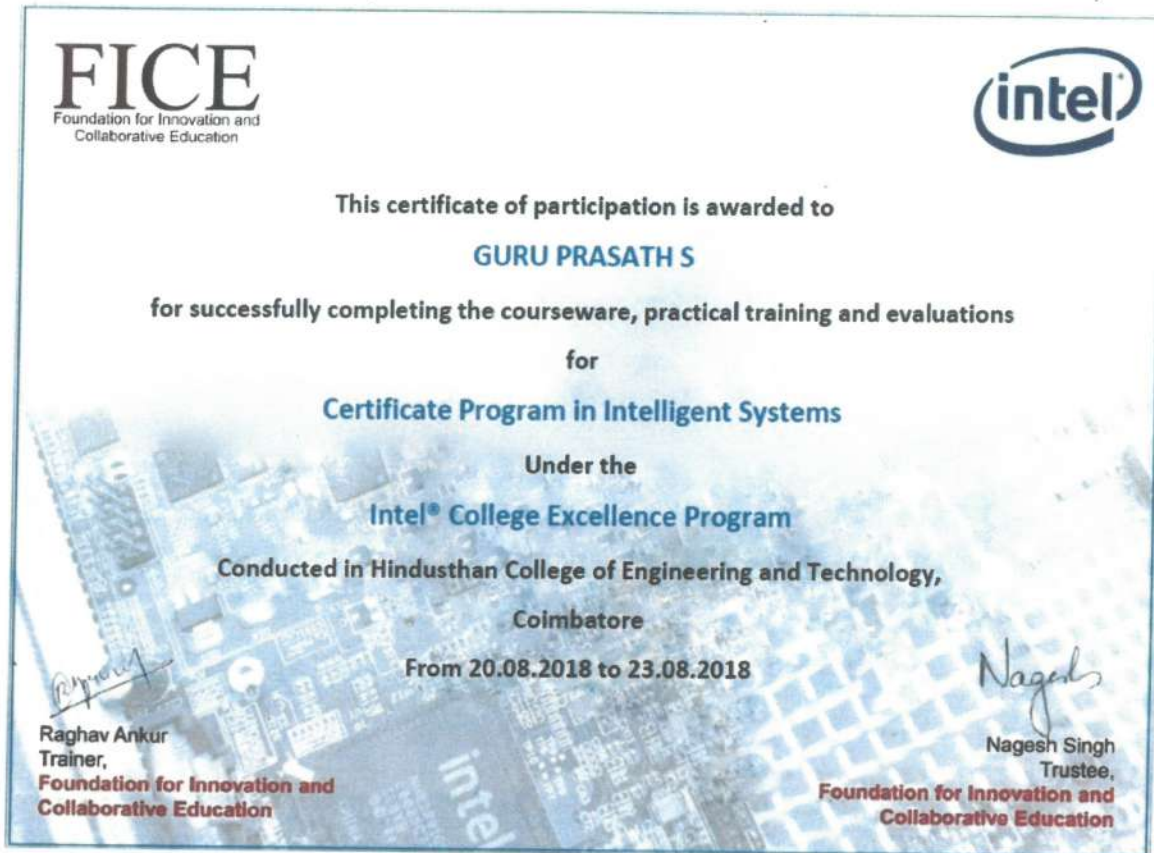 FICE
Foundation for Innovation and
Collaborative Education
intel
This certificate of participation is awarded to
GURU PRASATH S
for successfully completing the courseware, practical training and evaluations
for
Certificate Program in Intelligent Systems
Under the
Intel® College Excellence Program
Conducted in Hindusthan College of Engineering and Technology,
Coimbatore
From 20.08.2018 to 23.08.2018
Raghav Ankur
Trainer,
Foundation for Innovation and
Collaborative Education
intel
Nagesh
Nagesh Singh
Trustee,
Foundation for Innovation and
Collaborative Education